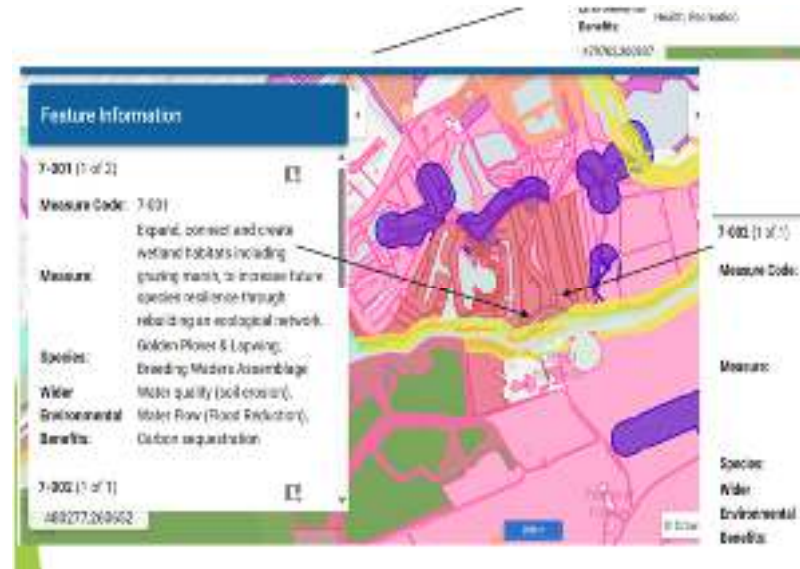 Environmental
Benefits:
Health, Recreation
Feature Information
7-001 (1 of 2)
Measure Code: 7-001
Measure:
Expand, connect and create
wetland habitats including
grazing marsh, to increase future
species resilience through
rebuilding an ecological network.
Species:
Golden Plover & Lapwing,
Breeding Waders Assemblage
Wider
Environmental
Benefits:
Water quality (soil erosion),
Water Flow (Flood Reduction),
Carbon sequestration
7-002 (1 of 1)
480277,260652
7-002 (1 of 1)
Measure Code:
Measure:
Species:
Wider
Environmental
Benefits: